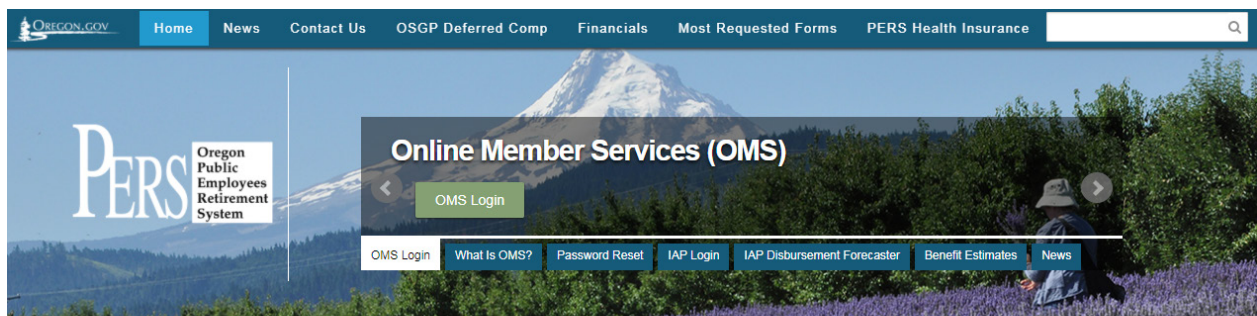 OREGON.GOV Home News Contact Us OSGP Deferred Comp Financials Most Requested Forms PERS Health Insurance
PERS
Oregon
Public
Employees
Retirement
System
Online Member Services (OMS)
OMS Login
OMS Login What Is OMS? Password Reset IAP Login IAP Disbursement Forecaster Benefit Estimates News